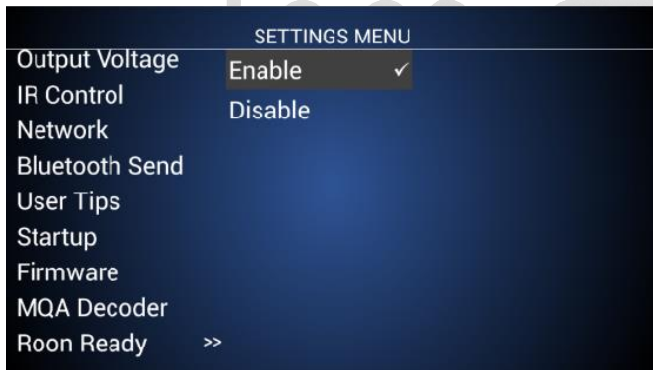 SETTINGS MENU
Output Voltage
IR Control
Network
Bluetooth Send
User Tips
Startup
Firmware
MQA Decoder
Roon Ready >>
Enable ✓
Disable